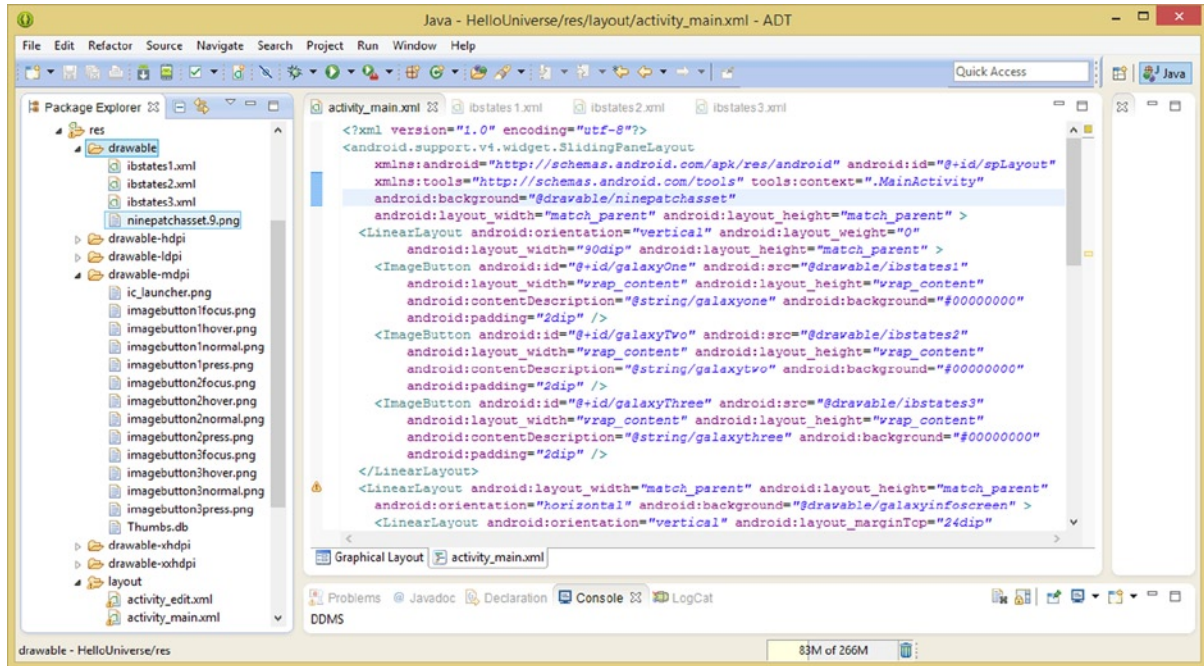 Java - HelloUniverse/res/layout/activity_main.xml - ADT
File Edit Refactor Source Navigate Search Project Run Window Help
Quick Access
Java
Package Explorer
res
drawable
ibstates1.xml
ibstates2.xml
ibstates3.xml
ninepatchasset.9.png
drawable-hdpi
drawable-ldpi
drawable-mdpi
ic_launcher.png
imagebutton1focus.png
imagebutton1hover.png
imagebutton1normal.png
imagebutton1press.png
imagebutton2focus.png
imagebutton2hover.png
imagebutton2normal.png
imagebutton2press.png
imagebutton3focus.png
imagebutton3hover.png
imagebutton3normal.png
imagebutton3press.png
Thumbs.db
drawable-xhdpi
drawable-xxhdpi
layout
activity_edit.xml
activity_main.xml
activity_main.xml ibstates1.xml ibstates2.xml ibstates3.xml
<?xml version="1.0" encoding="utf-8"?>
<android.support.v4.widget.SlidingPaneLayout
xmlns:android="http://schemas.android.com/apk/res/android" android:id="@+id/spLayout"
xmlns:tools="http://schemas.android.com/tools" tools:context=".MainActivity"
android:background="@drawable/ninepatchasset"
android:layout_width="match_parent" android:layout_height="match_parent" >
<LinearLayout android:orientation="vertical" android:layout_weight="0"
android:layout_width="90dip" android:layout_height="match_parent" >
<ImageButton android:id="@+id/galaxyOne" android:src="@drawable/ibstates1"
android:layout_width="wrap_content" android:layout_height="wrap_content"
android:contentDescription="@string/galaxyone" android:background="#00000000"
android:padding="2dip" />
<ImageButton android:id="@+id/galaxyTwo" android:src="@drawable/ibstates2"
android:layout_width="wrap_content" android:layout_height="wrap_content"
android:contentDescription="@string/galaxytwo" android:background="#00000000"
android:padding="2dip" />
<ImageButton android:id="@+id/galaxyThree" android:src="@drawable/ibstates3"
android:layout_width="wrap_content" android:layout_height="wrap_content"
android:contentDescription="@string/galaxythree" android:background="#00000000"
android:padding="2dip" />
</LinearLayout>
<LinearLayout android:layout_width="match_parent" android:layout_height="match_parent"
android:orientation="horizontal" android:background="@drawable/galaxyinfoscreen" >
<LinearLayout android:orientation="vertical" android:layout_marginTop="24dip"
Graphical Layout activity_main.xml
Problems Javadoc Declaration Console LogCat
DDMS
drawable - HelloUniverse/res
83M of 266M